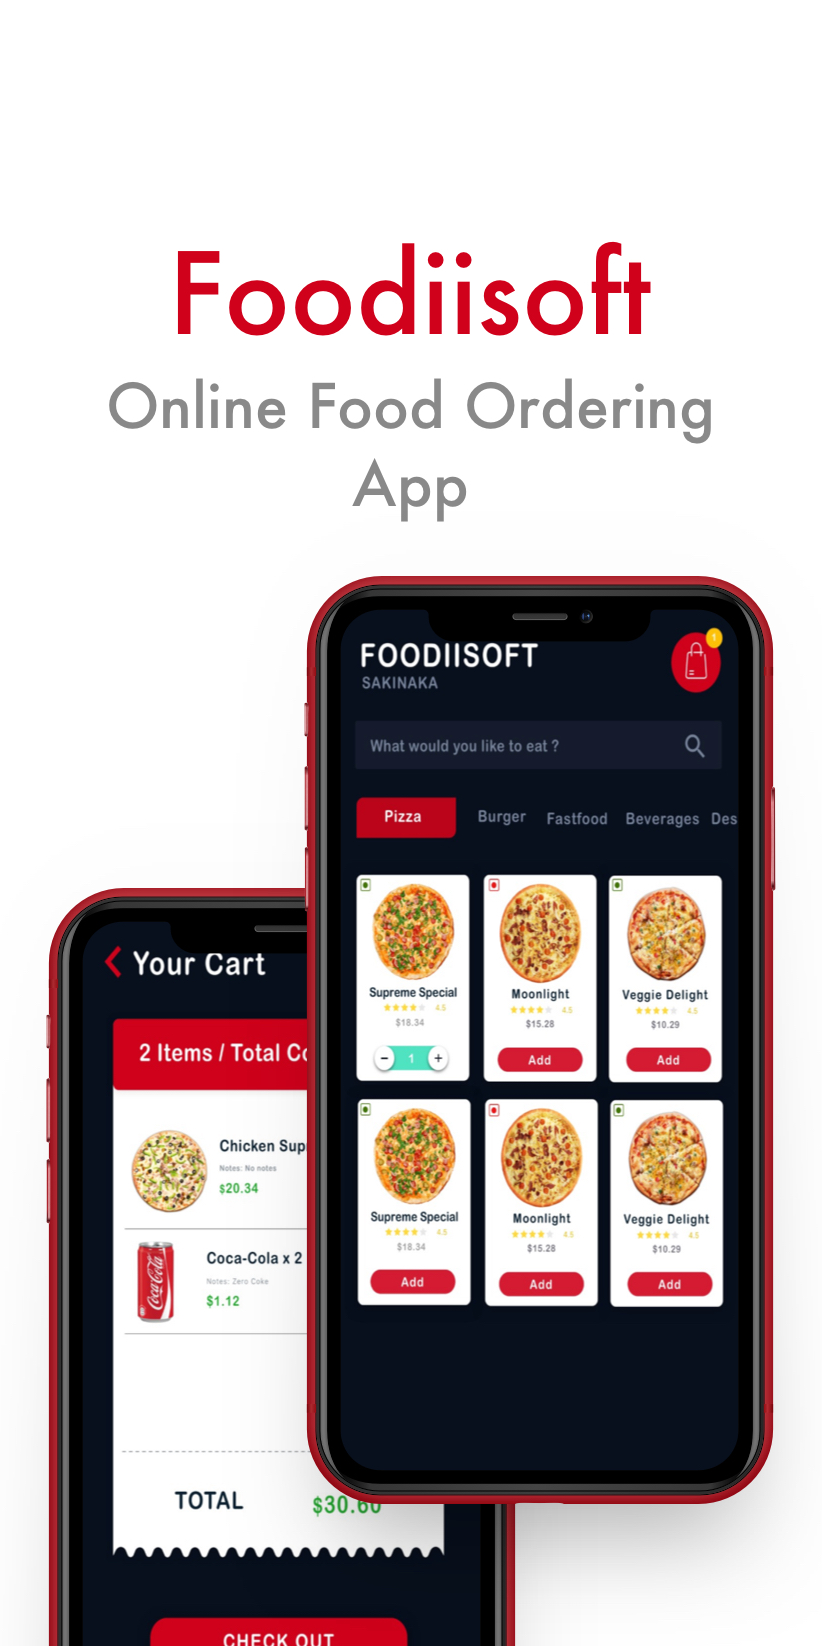 Foodiisoft
Online Food Ordering
App
FOODIISOFT
SAKINAKA
1
What would you like to eat ?
Pizza Burger Fastfood Beverages Des
Supreme Special Moonlight Veggie Delight
4.5 4.5 4.5
$18.34 $15.28 $10.29
− 1 + Add Add
Supreme Special Moonlight Veggie Delight
4.5 4.5 4.5
$18.34 $15.28 $10.29
Add Add Add
Your Cart
2 Items / Total Co
Chicken Sup
Notes: No notes
$20.34
Coca-Cola
Coca-Cola x 2
Notes: Zero Coke
$1.12
TOTAL $30.60
CHECK OUT